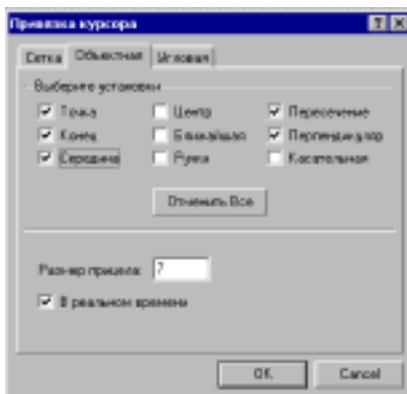 Привязка курсора
Сетка Объектная Угловая
Выберите установки
Точка Центр Пересечение
Конец Ближайшая Перпендикуляр
Середина Ручки Касательная
Отменить Все
Размер прицела: 7
В реальном времени
OK Cancel